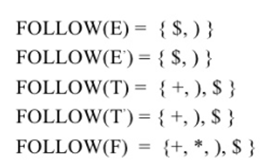 FOLLOW(E) = { $, ) }
FOLLOW(E`) = { $, ) }
FOLLOW(T) = { +, ), $ }
FOLLOW(T`) = { +, ), $ }
FOLLOW(F) = {+, *, ), $ }